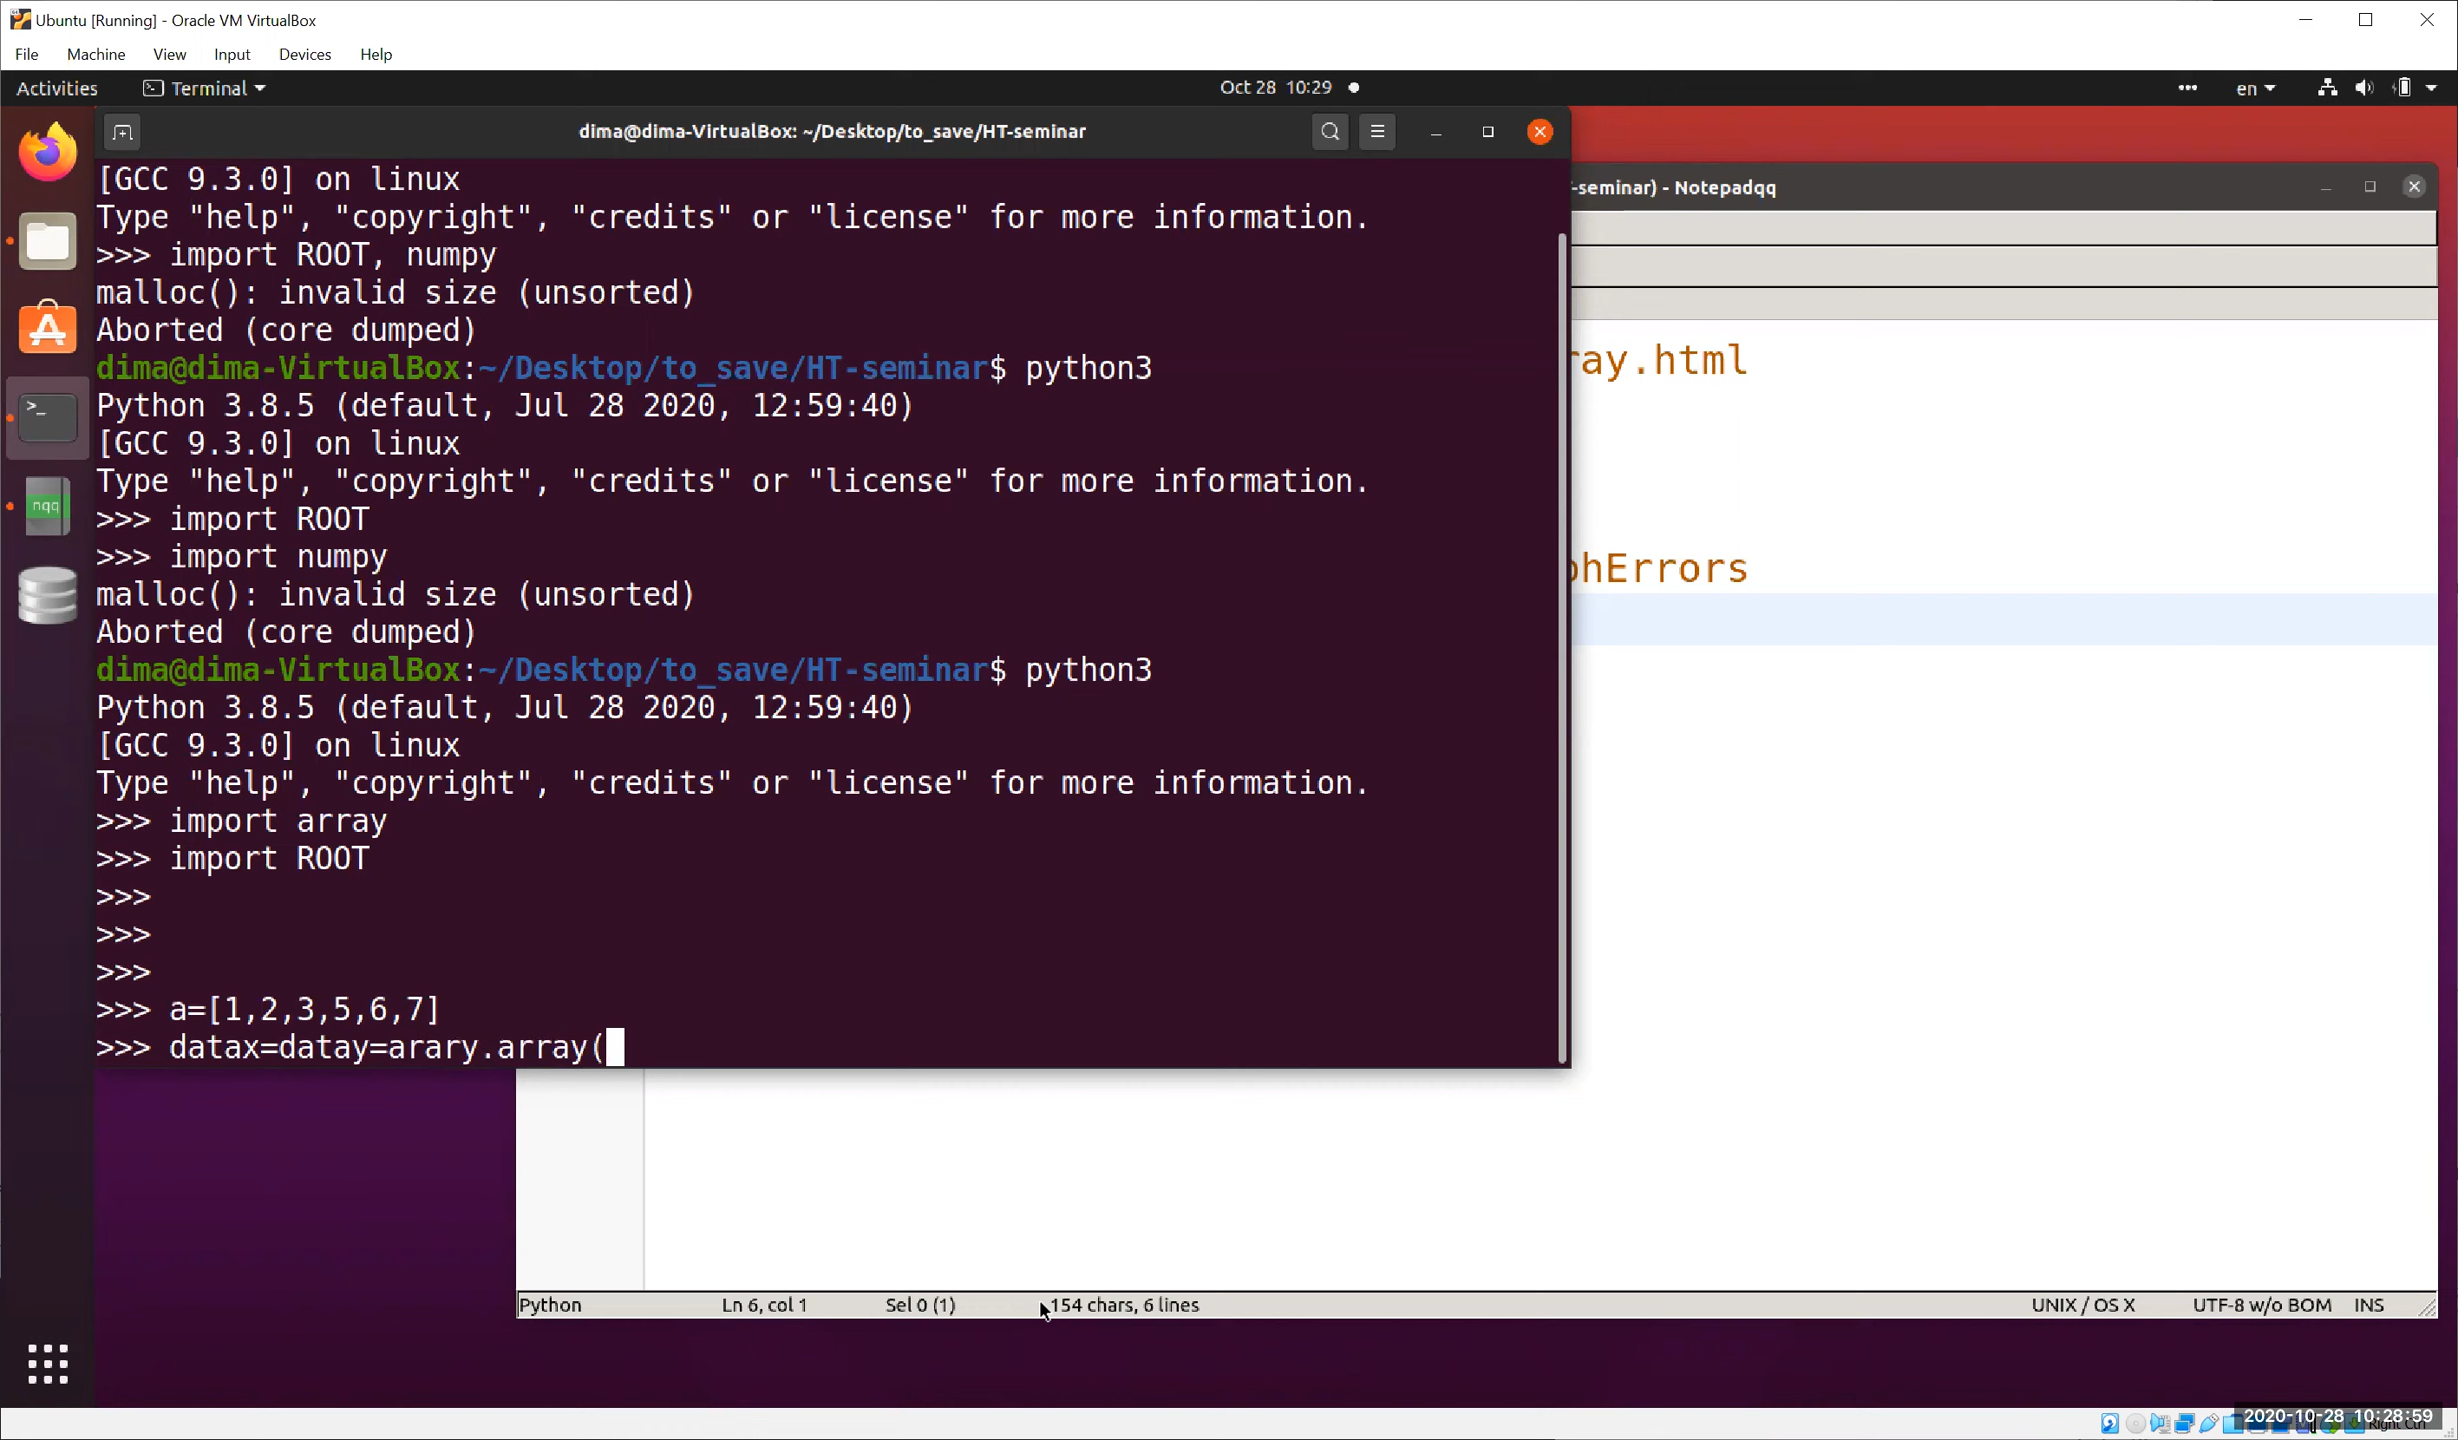 Ubuntu [Running] - Oracle VM VirtualBox
File Machine View Input Devices Help
Activities Terminal Oct 28 10:29 en
dima@dima-VirtualBox: ~/Desktop/to_save/HT-seminar
-seminar) - Notepadqq
[GCC 9.3.0] on linux
Type "help", "copyright", "credits" or "license" for more information.
>>> import ROOT, numpy
malloc(): invalid size (unsorted)
Aborted (core dumped)
dima@dima-VirtualBox:~/Desktop/to_save/HT-seminar$ python3
Python 3.8.5 (default, Jul 28 2020, 12:59:40)
[GCC 9.3.0] on linux
Type "help", "copyright", "credits" or "license" for more information.
>>> import ROOT
>>> import numpy
malloc(): invalid size (unsorted)
Aborted (core dumped)
dima@dima-VirtualBox:~/Desktop/to_save/HT-seminar$ python3
Python 3.8.5 (default, Jul 28 2020, 12:59:40)
[GCC 9.3.0] on linux
Type "help", "copyright", "credits" or "license" for more information.
>>> import array
>>> import ROOT
>>>
>>>
>>>
>>> a=[1,2,3,5,6,7]
>>> datax=datay=arary.array(
ray.html
phErrors
nqq
Python Ln 6, col 1 Sel 0 (1) 154 chars, 6 lines UNIX / OS X UTF-8 w/o BOM INS
2020-10-28 10:28:59